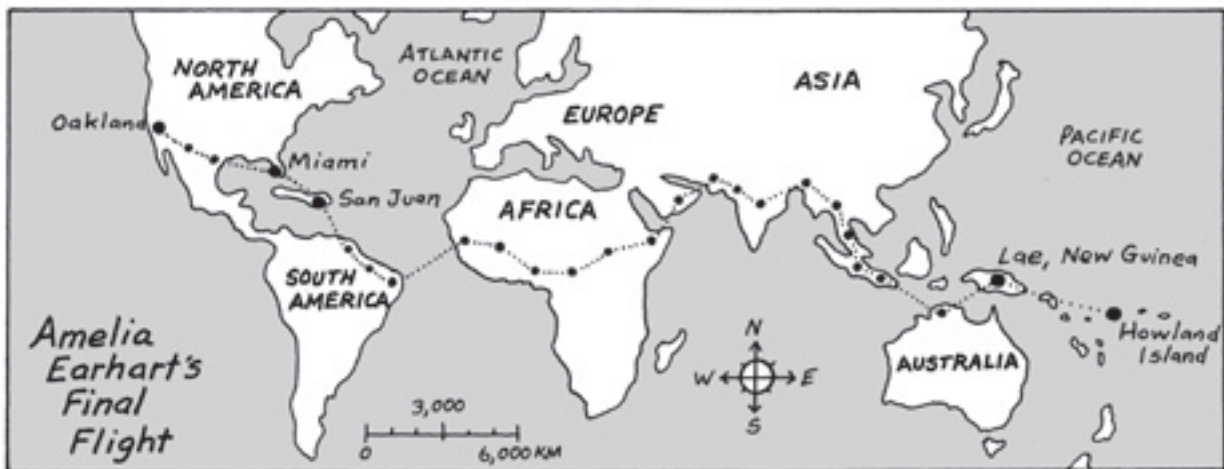 NORTH
AMERICA
ATLANTIC
OCEAN
EUROPE
ASIA
PACIFIC
OCEAN
Oakland
Miami
San Juan
AFRICA
SOUTH
AMERICA
Lae, New Guinea
Howland
Island
AUSTRALIA
N
W E
S
Amelia
Earhart's
Final
Flight
3,000
0 6,000 KM